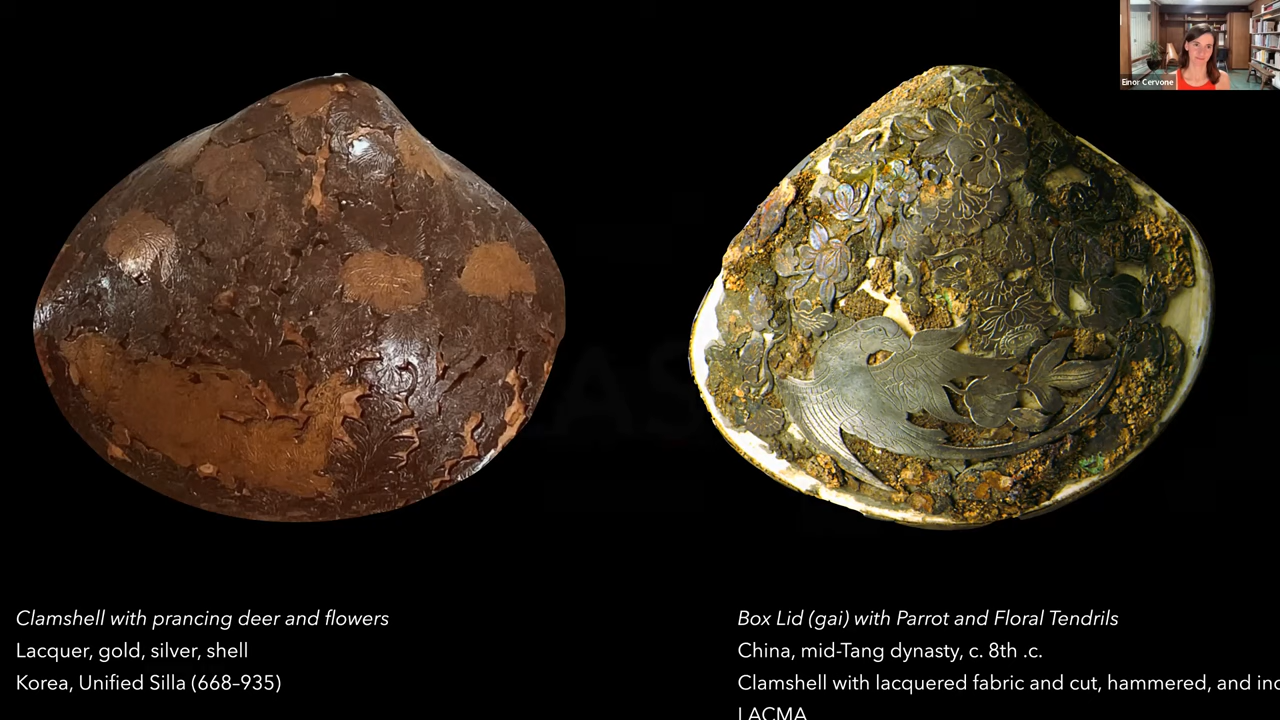 Einor Cervone
Clamshell with prancing deer and flowers
Lacquer, gold, silver, shell
Korea, Unified Silla (668–935)
Box Lid (gai) with Parrot and Floral Tendrils
China, mid-Tang dynasty, c. 8th .c.
Clamshell with lacquered fabric and cut, hammered, and inc
LACMA